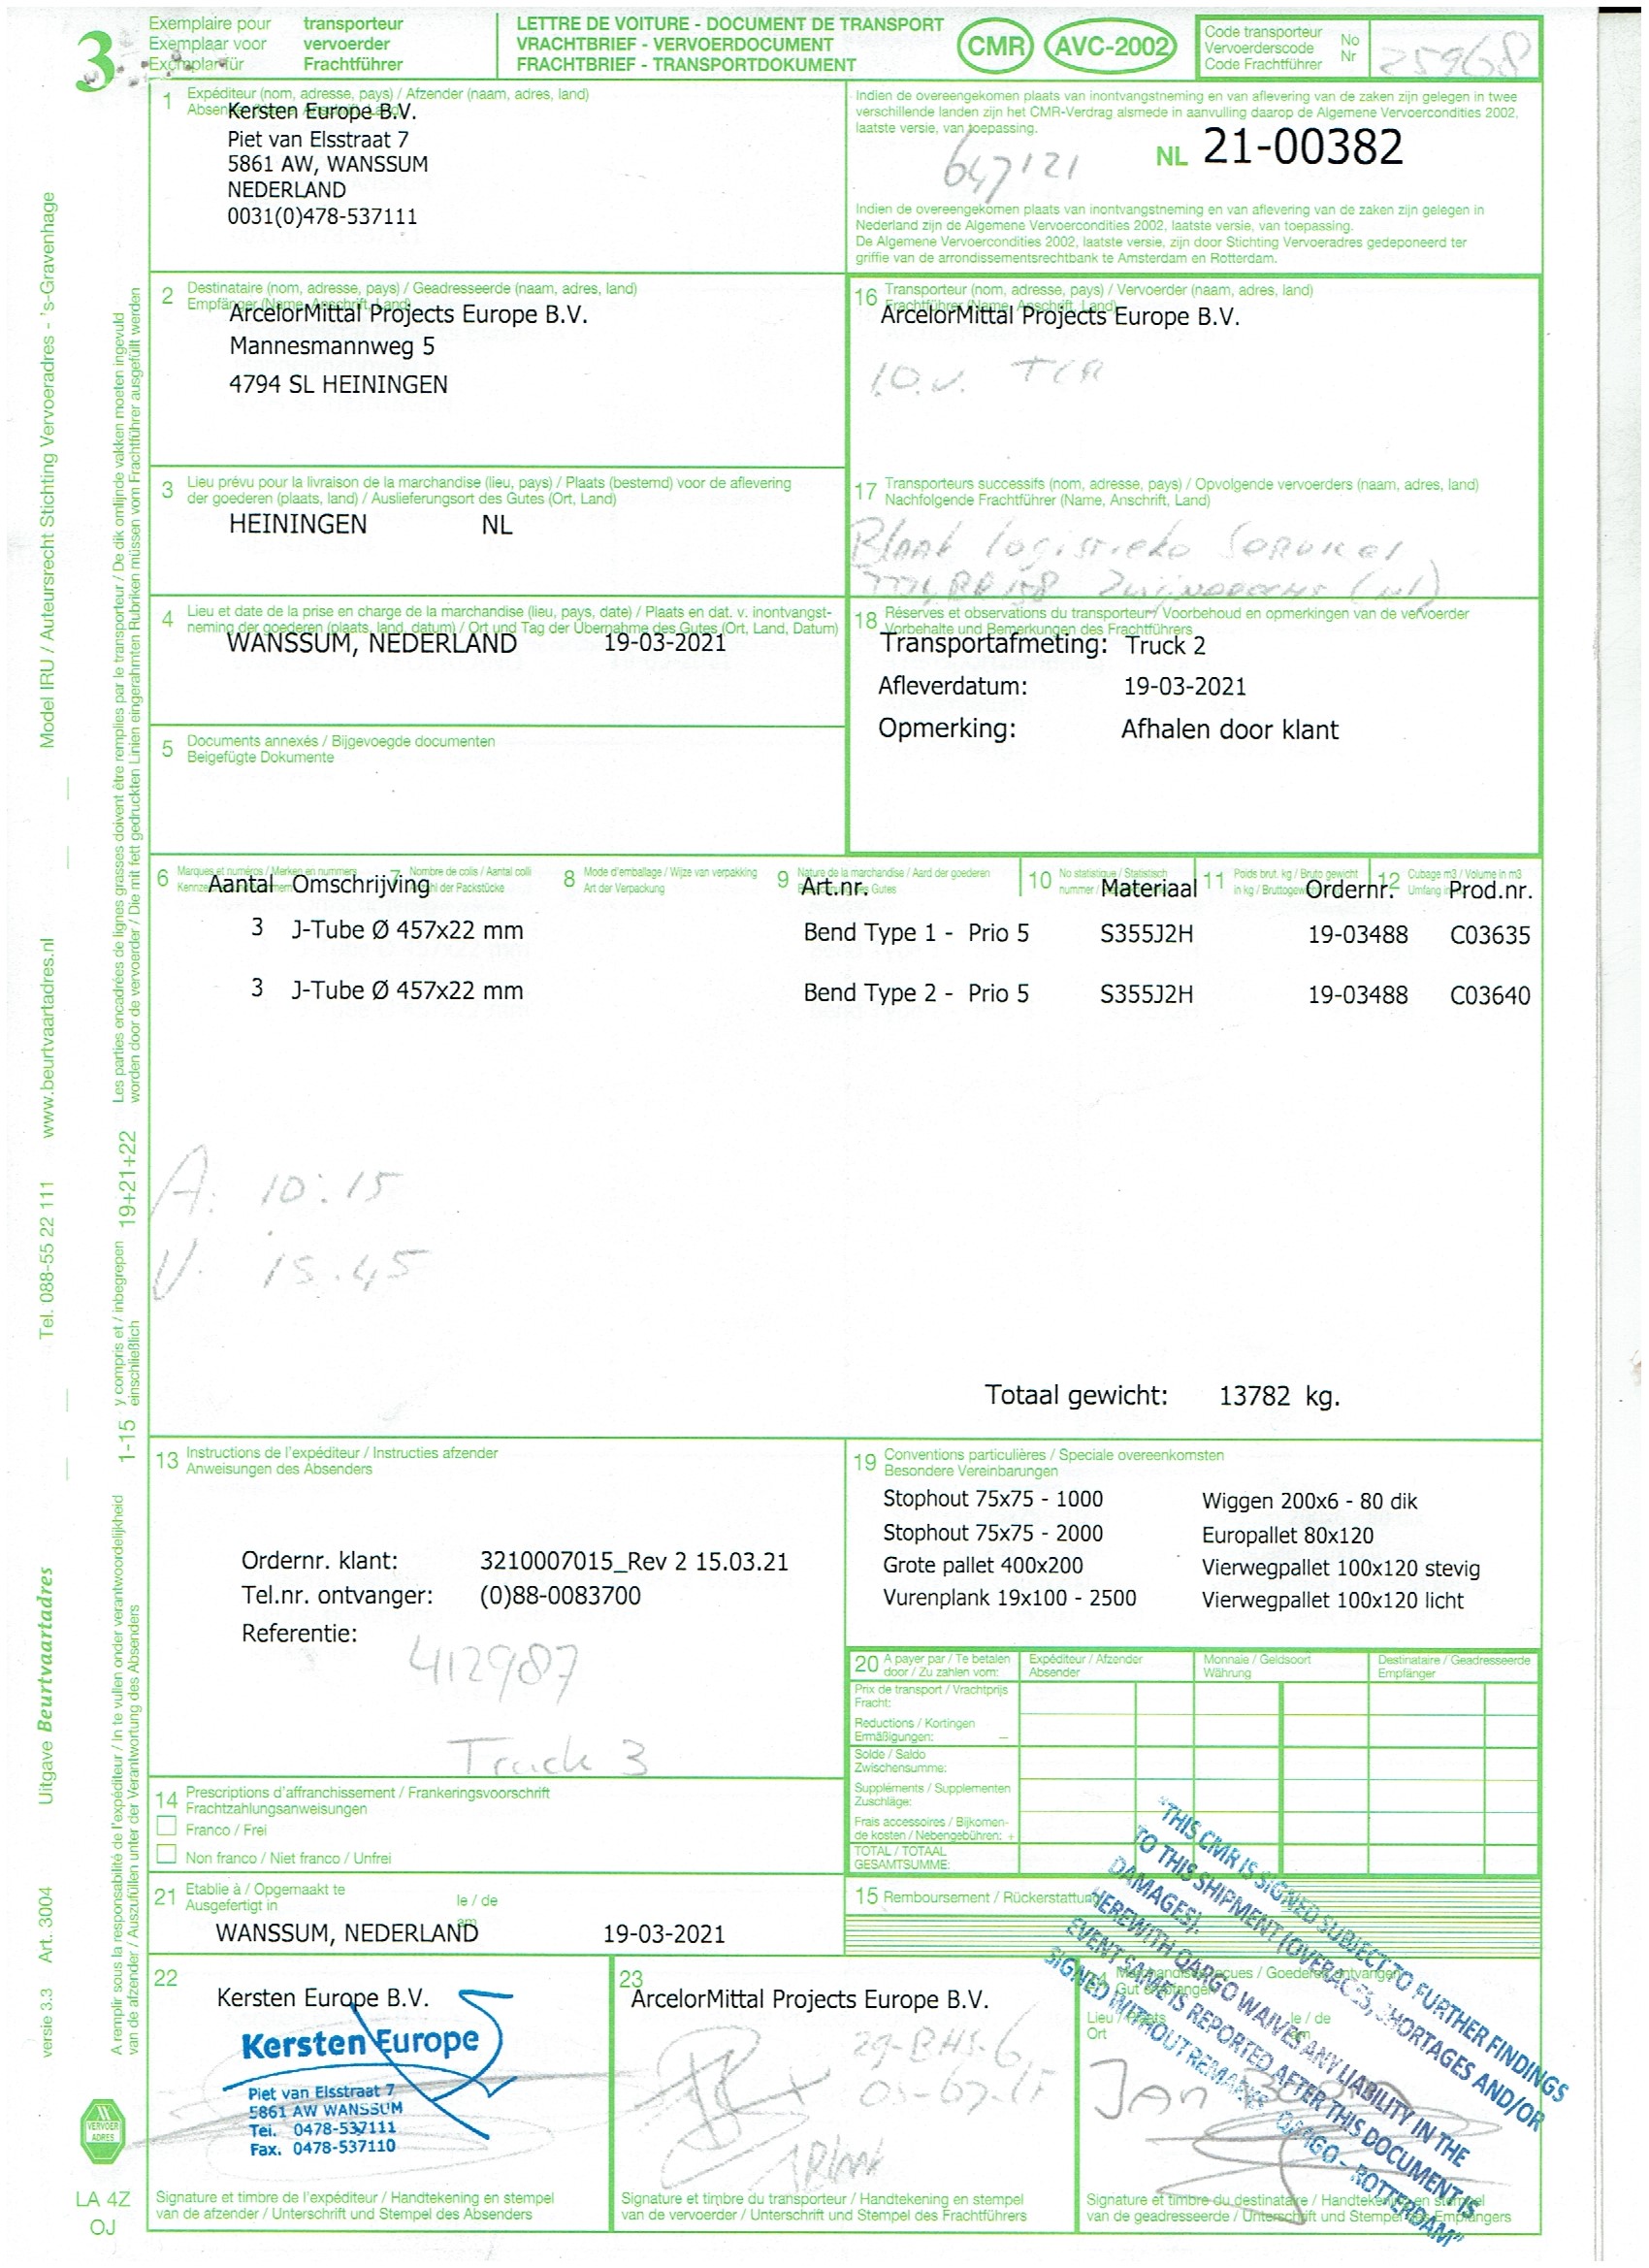 3
Exemplaire pour transporteur
Exemplaar voor vervoerder
Exemplar für Frachtführer
LETTRE DE VOITURE - DOCUMENT DE TRANSPORT
VRACHTBRIEF - VERVOERDOCUMENT
FRACHTBRIEF - TRANSPORTDOKUMENT
CMR AVC-2002
Code transporteur No
Vervoerderscode Nr
Code Frachtführer
25968
1 Expéditeur (nom, adresse, pays) / Afzender (naam, adres, land)
Kersten Europe B.V.
Piet van Elsstraat 7
5861 AW, WANSSUM
NEDERLAND
0031(0)478-537111
Indien de overeengekomen plaats van inontvangstneming en van aflevering van de zaken zijn gelegen in twee
verschillende landen zijn het CMR-Verdrag alsmede in aanvulling daarop de Algemene Vervoercondities 2002,
laatste versie, van toepassing.
647121
NL 21-00382
Indien de overeengekomen plaats van inontvangstneming en van aflevering van de zaken zijn gelegen in
Nederland zijn de Algemene Vervoercondities 2002, laatste versie, van toepassing.
De Algemene Vervoercondities 2002, laatste versie, zijn door Stichting Vervoeradres gedeponeerd ter
griffie van de arrondissementsrechtbank te Amsterdam en Rotterdam.
2 Destinataire (nom, adresse, pays) / Geadresseerde (naam, adres, land)
Empfänger (Name, Anschrift, Land)
ArcelorMittal Projects Europe B.V.
Mannesmannweg 5
4794 SL HEININGEN
16 Transporteur (nom, adresse, pays) / Vervoerder (naam, adres, land)
Frachtführer (Name, Anschrift, Land)
ArcelorMittal Projects Europe B.V.
I.O.V. TCR
3 Lieu prévu pour la livraison de la marchandise (lieu, pays) / Plaats (bestemd) voor de aflevering
der goederen (plaats, land) / Auslieferungsort des Gutes (Ort, Land)
HEININGEN NL
17 Transporteurs successifs (nom, adresse, pays) / Opvolgende vervoerders (naam, adres, land)
Nachfolgende Frachtführer (Name, Anschrift, Land)
Blaak Logistieke Services
(nl)
4 Lieu et date de la prise en charge de la marchandise (lieu, pays, date) / Plaats en dat. v. inontvangst-
neming der goederen (plaats, land, datum) / Ort und Tag der Übernahme des Gutes (Ort, Land, Datum)
WANSSUM, NEDERLAND 19-03-2021
18 Réserves et observations du transporteur / Voorbehoud en opmerkingen van de vervoerder
Vorbehalte und Bemerkungen des Frachtführers
Transportafmeting: Truck 2
Afleverdatum: 19-03-2021
Opmerking: Afhalen door klant
5 Documents annexés / Bijgevoegde documenten
Beigefügte Dokumente
6 Marques et numéros / Merken en nummers 7 Nombre de colis / Aantal colli 8 Mode d'emballage / Wijze van verpakking 9 Nature de la marchandise / Aard der goederen 10 No statistique / Statistisch 11 Poids brut. kg / Bruto gewicht 12 Cubage m3 / Volume in m3
Art der Verpackung
Aantal Omschrijving Art.nr. Materiaal Ordernr. Prod.nr.
3 J-Tube Ø 457x22 mm Bend Type 1 - Prio 5 S355J2H 19-03488 C03635
3 J-Tube Ø 457x22 mm Bend Type 2 - Prio 5 S355J2H 19-03488 C03640
A: 10:15
V. 15.45
Totaal gewicht: 13782 kg.
13 Instructions de l'expéditeur / Instructies afzender
Anweisungen des Absenders
Ordernr. klant: 3210007015_Rev 2 15.03.21
Tel.nr. ontvanger: (0)88-0083700
Referentie:
412987
Truck 3
19 Conventions particulières / Speciale overeenkomsten
Besondere Vereinbarungen
Stophout 75x75 - 1000 Wiggen 200x6 - 80 dik
Stophout 75x75 - 2000 Europallet 80x120
Grote pallet 400x200 Vierwegpallet 100x120 stevig
Vurenplank 19x100 - 2500 Vierwegpallet 100x120 licht
20 A payer par / Te betalen Expéditeur / Afzender Monnaie / Geldsoort Destinataire / Geadresseerde
door / Zu zahlen vom: Absender Währung Empfänger
Prix de transport / Vrachtprijs
Fracht:
Reductions / Kortingen
Ermäßigungen: –
Solde / Saldo
Zwischensumme:
Suppléments / Supplementen
Zuschläge:
Frais accessoires / Bijkomen-
de kosten / Nebengebühren: +
TOTAL / TOTAAL
GESAMTSUMME:
14 Prescriptions d'affranchissement / Frankeringsvoorschrift
Frachtzahlungsanweisungen
Franco / Frei
Non franco / Niet franco / Unfrei
21 Etablie à / Opgemaakt te le / de
Ausgefertigt in am
WANSSUM, NEDERLAND 19-03-2021
15 Remboursement / Rückerstattung
22
Kersten Europe B.V.
Kersten Europe
Piet van Elsstraat 7
5861 AW WANSSUM
Tel. 0478-537111
Fax. 0478-537110
Signature et timbre de l'expéditeur / Handtekening en stempel
van de afzender / Unterschrift und Stempel des Absenders
23
ArcelorMittal Projects Europe B.V.
29-BHS-6
Signature et timbre du transporteur / Handtekening en stempel
van de vervoerder / Unterschrift und Stempel des Frachtführers
Marchandises reçues / Goederen ontvangen
Gut empfangen
Lieu / Plaats le / de
Ort am
Jan
"THIS CMR IS SIGNED SUBJECT TO FURTHER FINDINGS
TO THIS SHIPMENT (OVERAGES, SHORTAGES AND/OR
DAMAGES).
HEREWITH QARGO WAIVES ANY LIABILITY IN THE
EVENT SAME IS REPORTED AFTER THIS DOCUMENT IS
SIGNED WITHOUT REMARKS. QARGO - ROTTERDAM"
Signature et timbre du destinataire / Handtekening en stempel
van de geadresseerde / Unterschrift und Stempel des Empfängers
Model IRU / Auteursrecht Stichting Vervoeradres - 's-Gravenhage
www.beurtvaartadres.nl
Tel. 088-55 22 111
Uitgave Beurtvaartadres
Art. 3004
versie 3.3
Les parties encadrées de lignes grasses doivent être remplies par le transporteur / De dik omlijnde vakken moeten ingevuld
worden door de vervoerder / Die mit fett gedruckten Linien eingerahmten Rubriken müssen vom Frachtführer ausgefüllt werden
19+21+22
y compris et / inbegrepen
einschließlich
1-15
A remplir sous la responsabilité de l'expéditeur / In te vullen onder verantwoordelijkheid
van de afzender / Auszufüllen unter der Verantwortung des Absenders
VERVOER
ADRES
LA 4Z
OJ